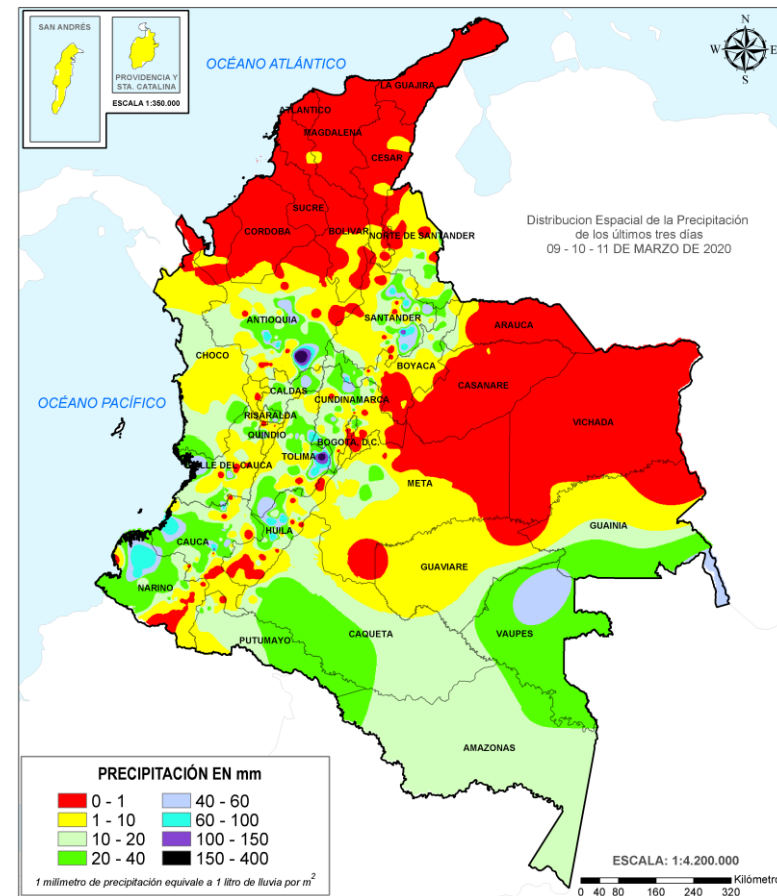 SAN ANDRÉS
PROVIDENCIA Y
STA. CATALINA
ESCALA 1:350.000
OCÉANO ATLÁNTICO
N
W
E
S
LA GUAJIRA
ATLANTICO
MAGDALENA
CESAR
SUCRE
CORDOBA
BOLIVAR
NORTE DE SANTANDER
Distribucion Espacial de la Precipitación
de los últimos tres días
09 - 10 - 11 DE MARZO DE 2020
ANTIOQUIA
SANTANDER
ARAUCA
CHOCO
BOYACA
CASANARE
CALDAS
CUNDINAMARCA
OCÉANO PACÍFICO
RISARALDA
VICHADA
QUINDIO
BOGOTA, D.C.
TOLIMA
VALLE DEL CAUCA
META
GUAINIA
HUILA
CAUCA
GUAVIARE
NARINO
PUTUMAYO
CAQUETA
VAUPES
AMAZONAS
PRECIPITACIÓN EN mm
0 - 1
40 - 60
1 - 10
60 - 100
10 - 20
100 - 150
20 - 40
150 - 400
1 milímetro de precipitación equivale a 1 litro de lluvia por m2
ESCALA: 1:4.200.000
Kilómetro
0 40 80 160 240 320